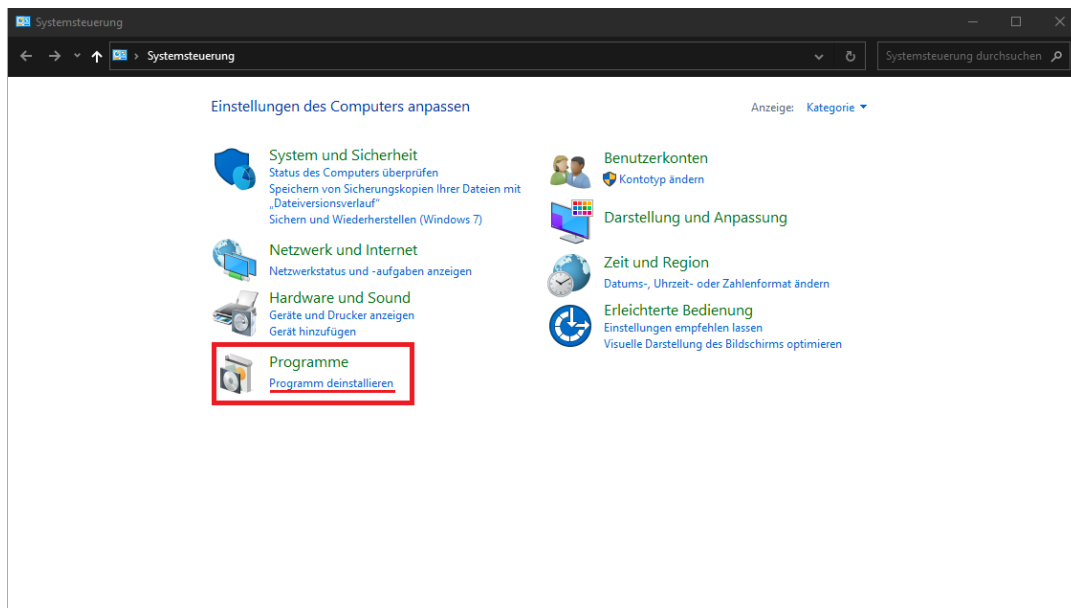 Systemsteuerung
Systemsteuerung
Systemsteuerung durchsuchen
Einstellungen des Computers anpassen
Anzeige: Kategorie
System und Sicherheit
Status des Computers überprüfen
Speichern von Sicherungskopien Ihrer Dateien mit
„Dateiversionsverlauf“
Sichern und Wiederherstellen (Windows 7)
Netzwerk und Internet
Netzwerkstatus und -aufgaben anzeigen
Hardware und Sound
Geräte und Drucker anzeigen
Gerät hinzufügen
Programme
Programm deinstallieren
Benutzerkonten
Kontotyp ändern
Darstellung und Anpassung
Zeit und Region
Datums-, Uhrzeit- oder Zahlenformat ändern
Erleichterte Bedienung
Einstellungen empfehlen lassen
Visuelle Darstellung des Bildschirms optimieren